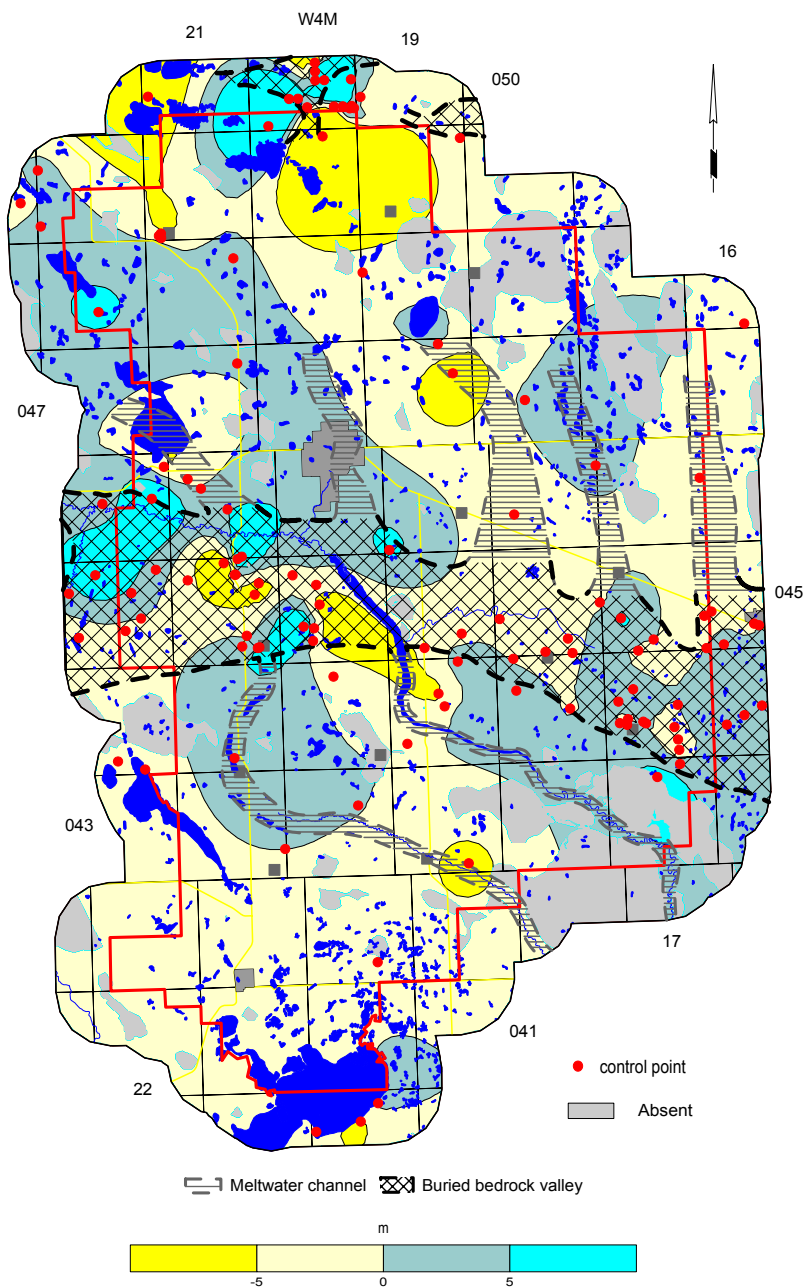 W4M
21
19
050
16
047
045
043
17
041
22
control point
Absent
Meltwater channel
Buried bedrock valley
m
-5 0 5